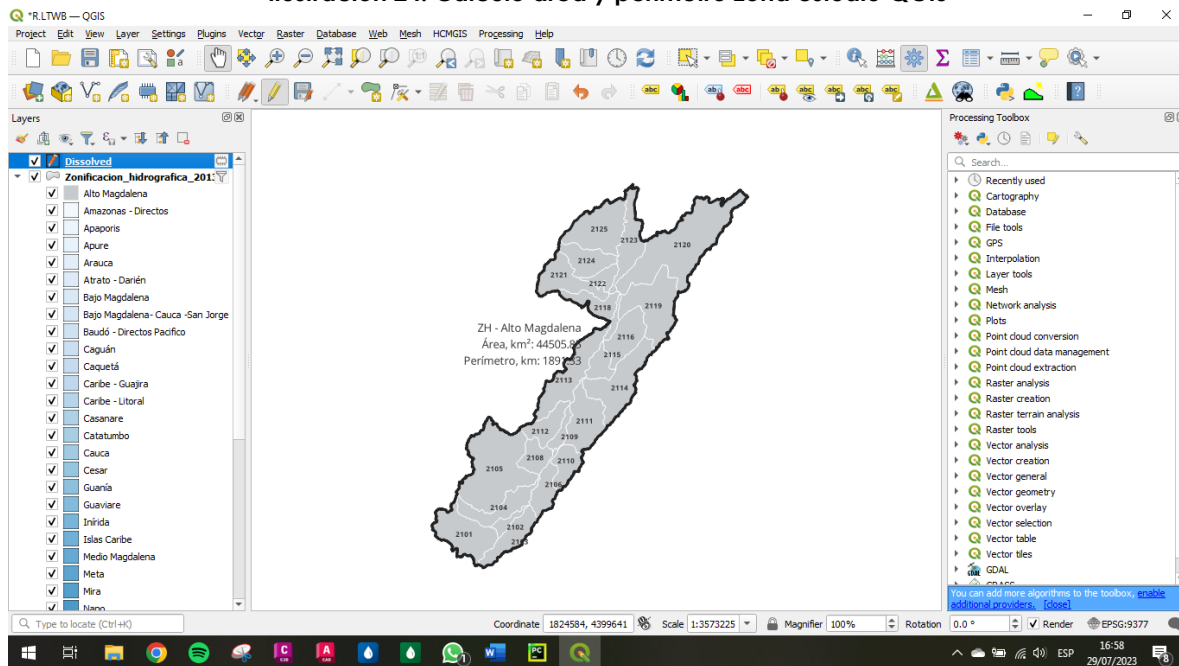 *R.LTWB — QGIS
Project Edit View Layer Settings Plugins Vector Raster Database Web Mesh HCMGIS Processing Help
Layers
Dissolved
Zonificacion_hidrografica_201
Alto Magdalena
Amazonas - Directos
Apaporis
Apure
Arauca
Atrato - Darién
Bajo Magdalena
Bajo Magdalena- Cauca -San Jorge
Baudó - Directos Pacifico
Caguán
Caquetá
Caribe - Guajira
Caribe - Litoral
Casanare
Catatumbo
Cauca
Cesar
Guanía
Guaviare
Inírida
Islas Caribe
Medio Magdalena
Meta
Mira
Napo
2125
2123
2120
2124
2121
2122
2118
2119
ZH - Alto Magdalena
Área, km²: 44505.85
Perímetro, km: 1891.33
2116
2115
2113
2114
2111
2112
2109
2108
2110
2105
2106
2104
2102
2101
2103
Processing Toolbox
Search...
Recently used
Cartography
Database
File tools
GPS
Interpolation
Layer tools
Mesh
Network analysis
Plots
Point cloud conversion
Point cloud data management
Point cloud extraction
Raster analysis
Raster creation
Raster terrain analysis
Raster tools
Vector analysis
Vector creation
Vector general
Vector geometry
Vector overlay
Vector selection
Vector table
Vector tiles
GDAL
GRASS
You can add more algorithms to the toolbox, enable
additional providers. [close]
Type to locate (Ctrl+K)
Coordinate 1824584, 4399641 Scale 1:3573225 Magnifier 100% Rotation 0.0 ° Render EPSG:9377
ESP
16:58
29/07/2023